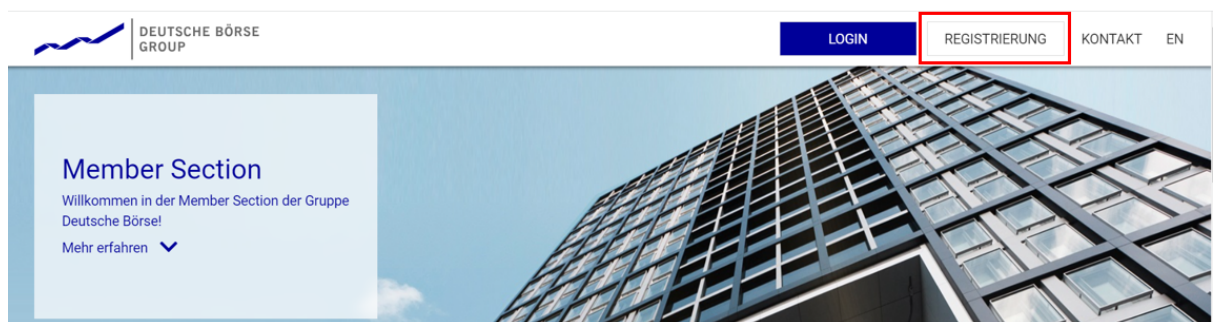 DEUTSCHE BÖRSE
GROUP
LOGIN
REGISTRIERUNG
KONTAKT
EN
Member Section
Willkommen in der Member Section der Gruppe
Deutsche Börse!
Mehr erfahren